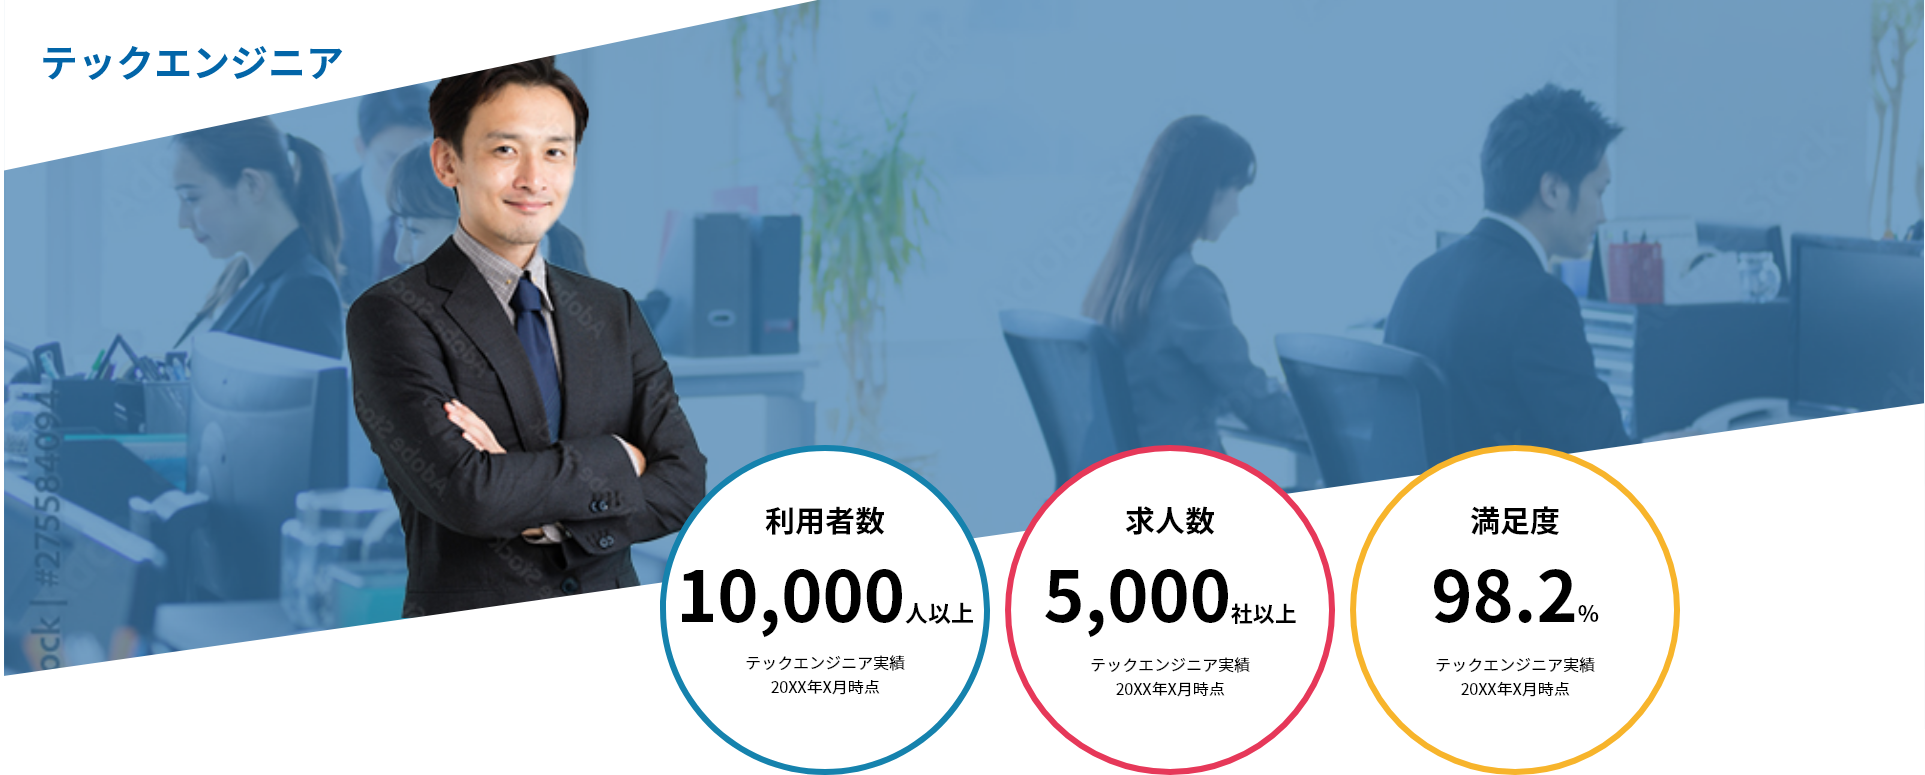 テックエンジニア
利用者数
10,000人以上
テックエンジニア実績
20XX年X月時点
求人数
5,000社以上
テックエンジニア実績
20XX年X月時点
満足度
98.2%
テックエンジニア実績
20XX年X月時点
ock | #275584094
Adobe Stock